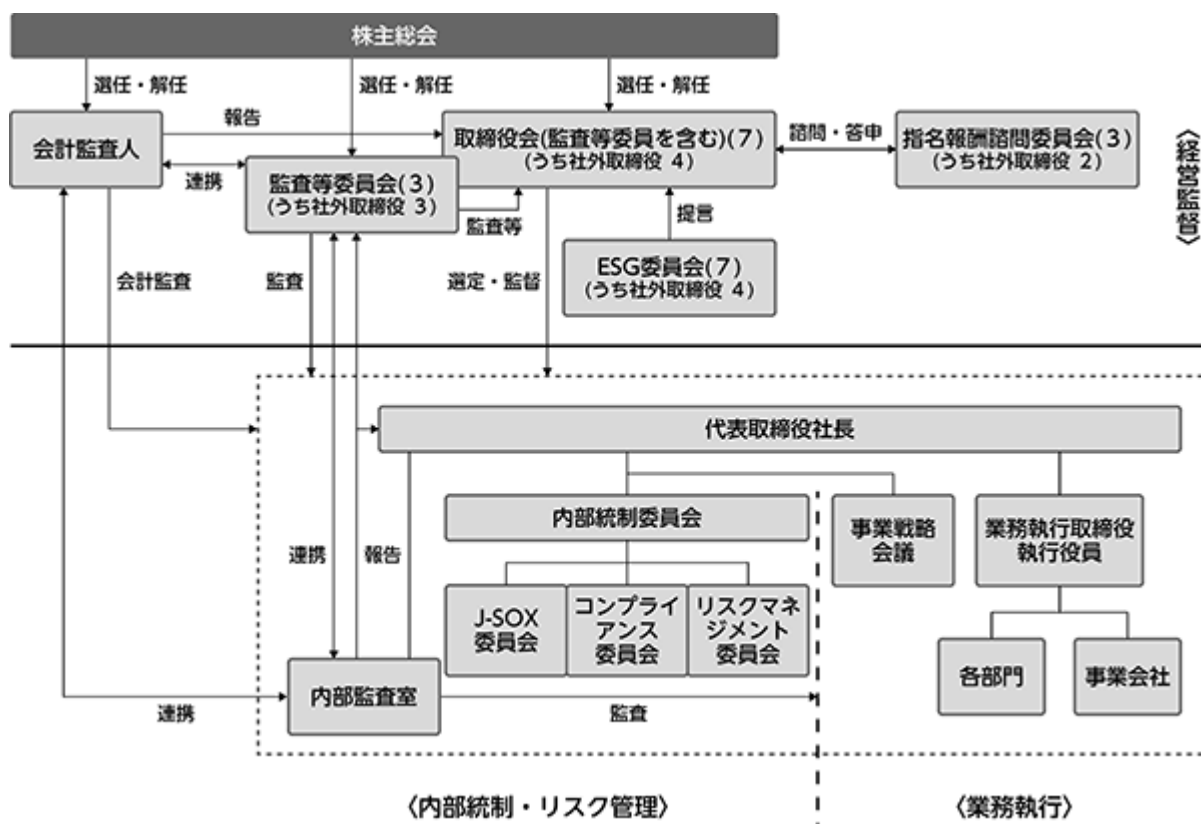 株主総会
選任・解任
選任・解任
選任・解任
会計監査人
報告
取締役会(監査等委員を含む)(7)
(うち社外取締役 4)
諮問・答申
指名報酬諮問委員会(3)
(うち社外取締役 2)
〈経営監督〉
連携
監査等委員会(3)
(うち社外取締役 3)
監査等
提言
会計監査
監査
選定・監督
ESG委員会(7)
(うち社外取締役 4)
代表取締役社長
内部統制委員会
事業戦略
会議
業務執行取締役
執行役員
連携
報告
J-SOX
委員会
コンプライ
アンス
委員会
リスクマネ
ジメント
委員会
各部門
事業会社
内部監査室
連携
監査
〈内部統制・リスク管理〉
〈業務執行〉